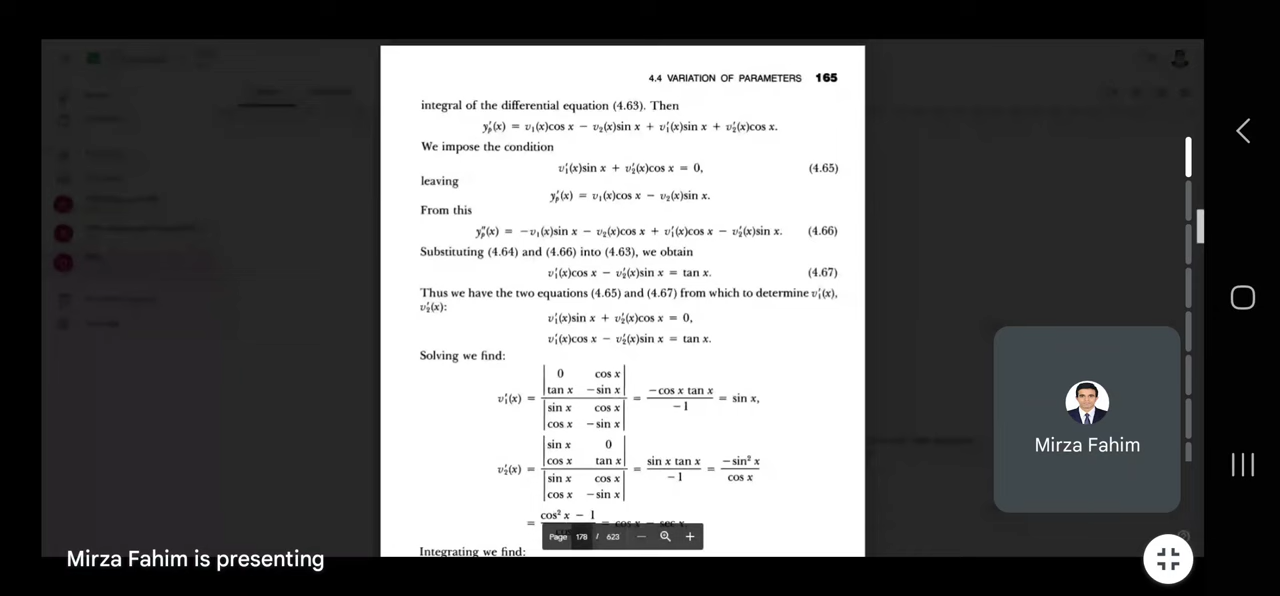 4.4 VARIATION OF PARAMETERS 165
integral of the differential equation (4.63). Then
y′ₚ(x) = v₁(x)cos x − v₂(x)sin x + v′₁(x)sin x + v′₂(x)cos x.
We impose the condition
v′₁(x)sin x + v′₂(x)cos x = 0, (4.65)
leaving
y′ₚ(x) = v₁(x)cos x − v₂(x)sin x.
From this
y″ₚ(x) = −v₁(x)sin x − v₂(x)cos x + v′₁(x)cos x − v′₂(x)sin x. (4.66)
Substituting (4.64) and (4.66) into (4.63), we obtain
v′₁(x)cos x − v′₂(x)sin x = tan x. (4.67)
Thus we have the two equations (4.65) and (4.67) from which to determine v′₁(x),
v′₂(x):
v′₁(x)sin x + v′₂(x)cos x = 0,
v′₁(x)cos x − v′₂(x)sin x = tan x.
Solving we find:
0 cos x
tan x −sin x
v′₁(x) = = −cos x tan x / −1 = sin x,
sin x cos x
cos x −sin x
sin x 0
cos x tan x
v′₂(x) = = sin x tan x / −1 = −sin² x / cos x
sin x cos x
cos x −sin x
= cos² x − 1 = cos x − sec x.
Page 178 / 623
Integrating we find:
Mirza Fahim
Mirza Fahim is presenting